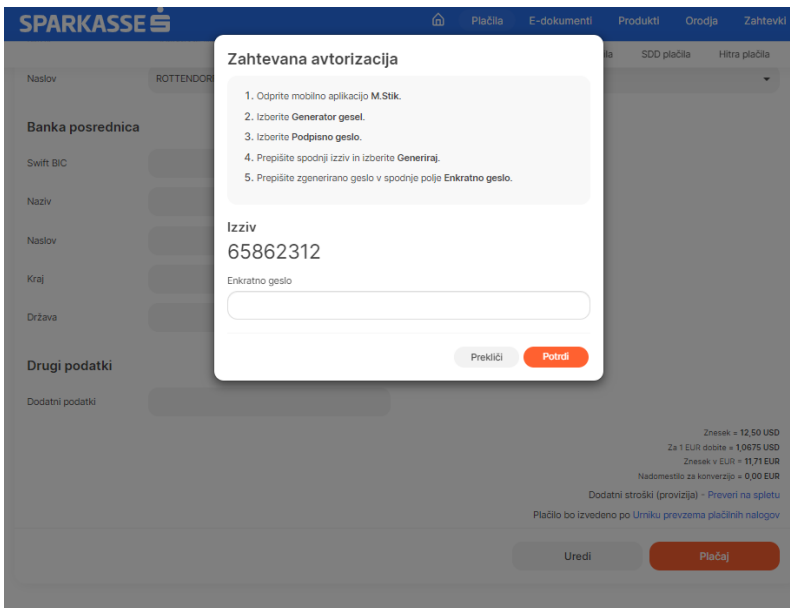 SPARKASSE
Plačila E-dokumenti Produkti Orodja Zahtevki
SDD plačila Hitra plačila
Naslov
Banka posrednica
Swift BIC
Naziv
Naslov
Kraj
Država
Drugi podatki
Dodatni podatki
Zahtevana avtorizacija
1. Odprite mobilno aplikacijo M.Stik.
2. Izberite Generator gesel.
3. Izberite Podpisno geslo.
4. Prepišite spodnji izziv in izberite Generiraj.
5. Prepišite zgenerirano geslo v spodnje polje Enkratno geslo.
Izziv
65862312
Enkratno geslo
Prekliči Potrdi
Znesek = 12,50 USD
Za 1 EUR dobite = 1,0675 USD
Znesek v EUR = 11,71 EUR
Nadomestilo za konverzijo = 0,00 EUR
Dodatni stroški (provizija) - Preveri na spletu
Plačilo bo izvedeno po Urniku prevzema plačilnih nalogov
Uredi Plačaj